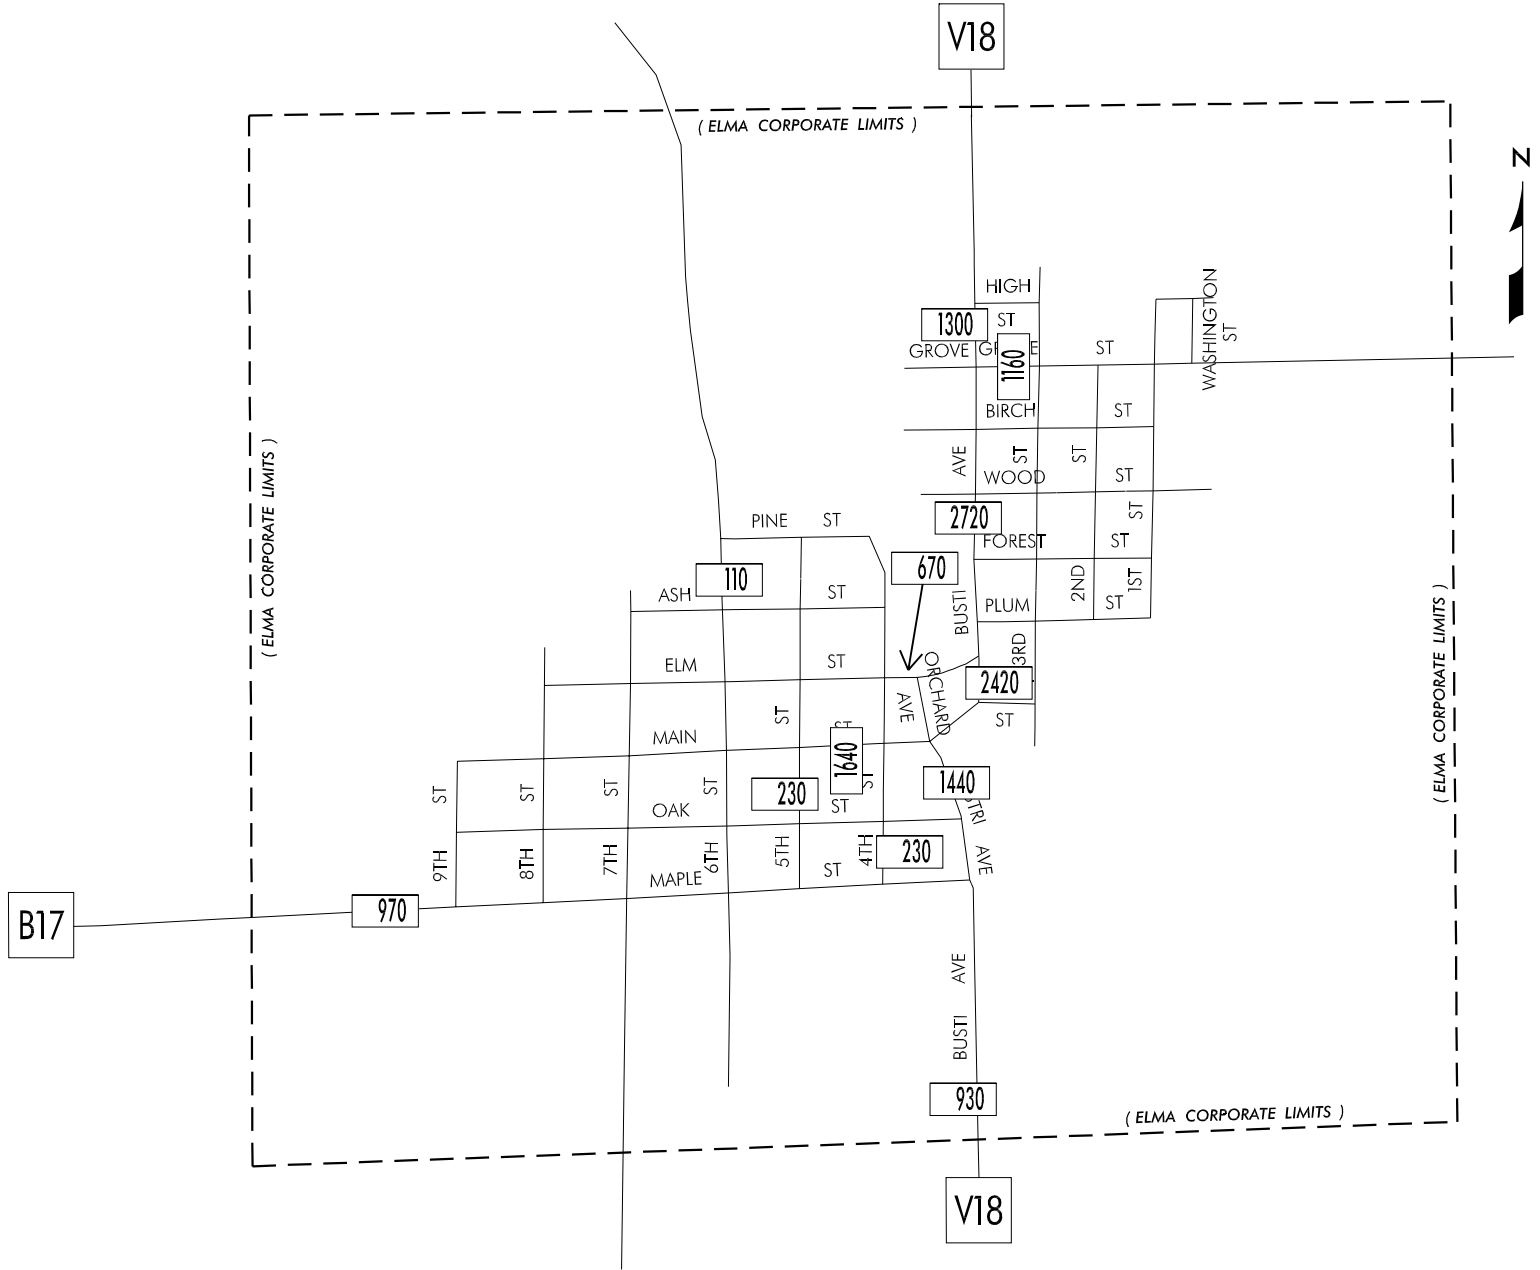 V18
( ELMA CORPORATE LIMITS )
N
HIGH
ST
1300
GROVE
ST
1160
WASHINGTON
ST
BIRCH ST
AVE
ST
ST
WOOD ST
( ELMA CORPORATE LIMITS )
PINE ST
2720
ST
FOREST ST
670
110
ASH ST
BUSTI
2ND
1ST
PLUM ST
( ELMA CORPORATE LIMITS )
ELM ST
ORCHARD
AVE
3RD
2420
ST
ST
MAIN ST
1640
ST
ST
ST
ST
ST
230
1440
OAK ST
9TH
8TH
7TH
6TH
5TH
4TH
230
AVE
MAPLE ST
970
B17
AVE
BUSTI
930
( ELMA CORPORATE LIMITS )
V18